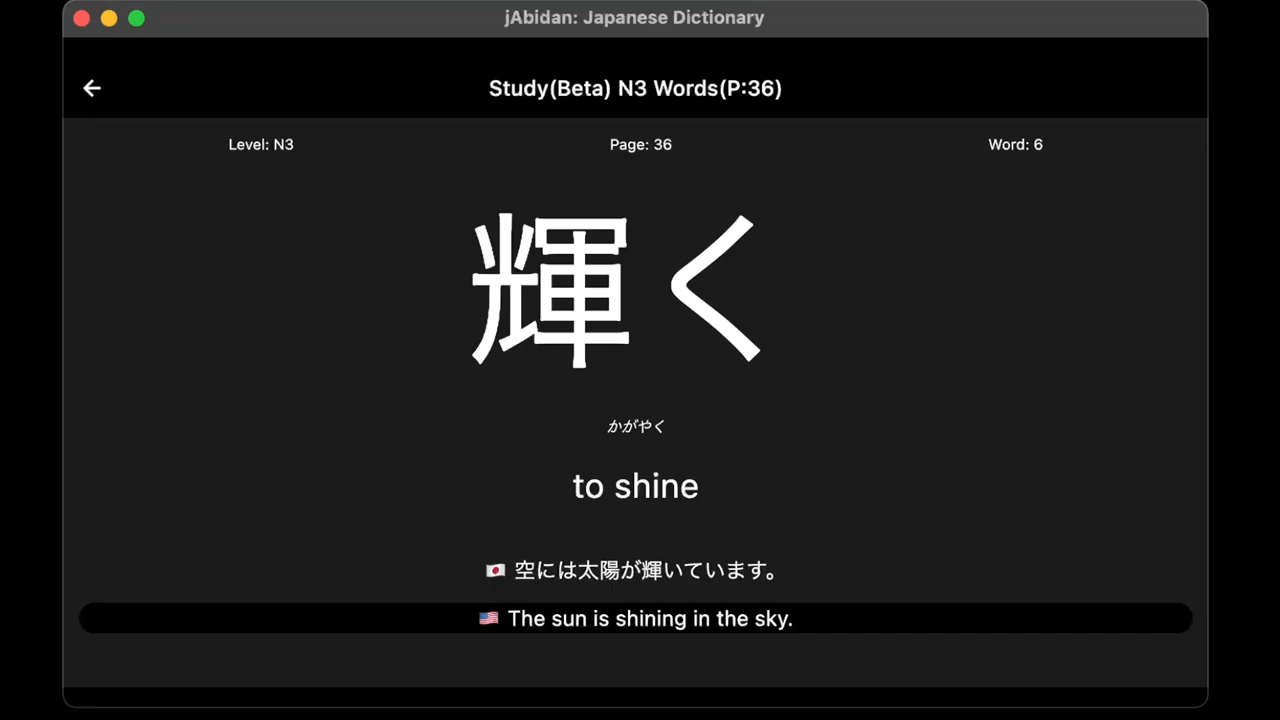 jAbidan: Japanese Dictionary
Study(Beta) N3 Words(P:36)
Level: N3 Page: 36 Word: 6
輝く
かがやく
to shine
🇯🇵 空には太陽が輝いています。
🇺🇸 The sun is shining in the sky.